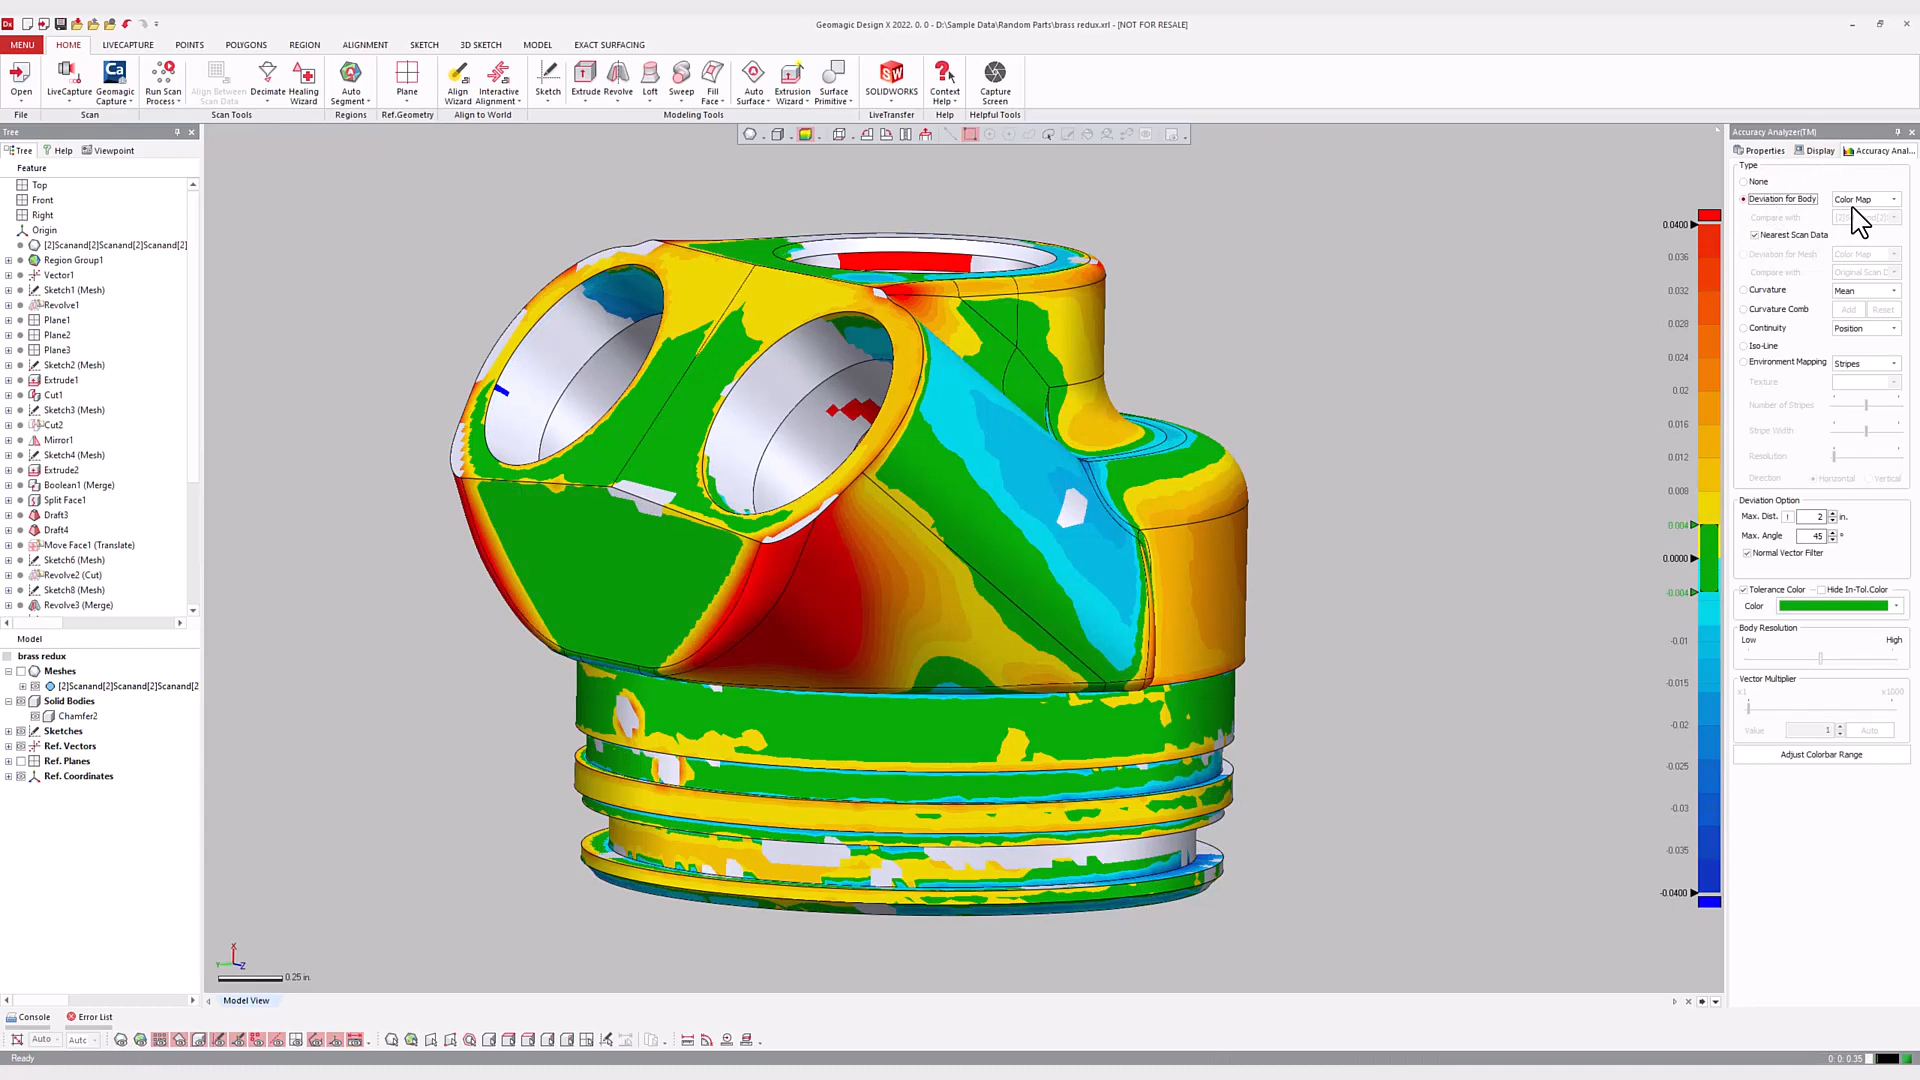 Dx
Geomagic Design X 2022. 0. 0 - D:\Sample Data\Random Parts\brass redux.xrl - [NOT FOR RESALE]
MENU HOME LIVECAPTURE POINTS POLYGONS REGION ALIGNMENT SKETCH 3D SKETCH MODEL EXACT SURFACING
Open
LiveCapture
Geomagic Capture
Run Scan Process
Align Between Scan Data
Decimate
Healing Wizard
Auto Segment
Plane
Align Wizard
Interactive Alignment
Sketch
Extrude
Revolve
Loft
Sweep
Fill Face
Auto Surface
Extrusion Wizard
Surface Primitive
SOLIDWORKS
Context Help
Capture Screen
File Scan Scan Tools Regions Ref.Geometry Align to World Modeling Tools LiveTransfer Help Helpful Tools
Tree
Tree Help Viewpoint
Feature
Top
Front
Right
Origin
[2]Scanand[2]Scanand[2]Scanand[2]
Region Group1
Vector1
Sketch1 (Mesh)
Revolve1
Plane1
Plane2
Plane3
Sketch2 (Mesh)
Extrude1
Cut1
Sketch3 (Mesh)
Cut2
Mirror1
Sketch4 (Mesh)
Extrude2
Boolean1 (Merge)
Split Face1
Draft3
Draft4
Move Face1 (Translate)
Sketch6 (Mesh)
Revolve2 (Cut)
Sketch8 (Mesh)
Revolve3 (Merge)
Model
brass redux
Meshes
[2]Scanand[2]Scanand[2]Scanand[2
Solid Bodies
Chamfer2
Sketches
Ref. Vectors
Ref. Planes
Ref. Coordinates
X
Y
Z
0.25 in.
0.0400
0.036
0.032
0.028
0.024
0.02
0.016
0.012
0.008
0.004
0.0000
-0.004
-0.01
-0.015
-0.02
-0.025
-0.03
-0.035
-0.0400
Accuracy Analyzer(TM)
Properties Display Accuracy Anal...
Type
None
Deviation for Body Color Map
Compare with
Nearest Scan Data
Deviation for Mesh Color Map
Compare with Original Scan D
Curvature Mean
Curvature Comb Add Reset
Continuity Position
Iso-Line
Environment Mapping Stripes
Texture
Number of Stripes
Stripe Width
Resolution
Direction Horizontal Vertical
Deviation Option
Max. Dist. ! 2 in.
Max. Angle 45 °
Normal Vector Filter
Tolerance Color Hide In-Tol.Color
Color
Body Resolution
Low High
Vector Multiplier
x1 x1000
Value 1 Auto
Adjust Colorbar Range
Model View
Console Error List
Auto Auto
Ready
0: 0: 0.35